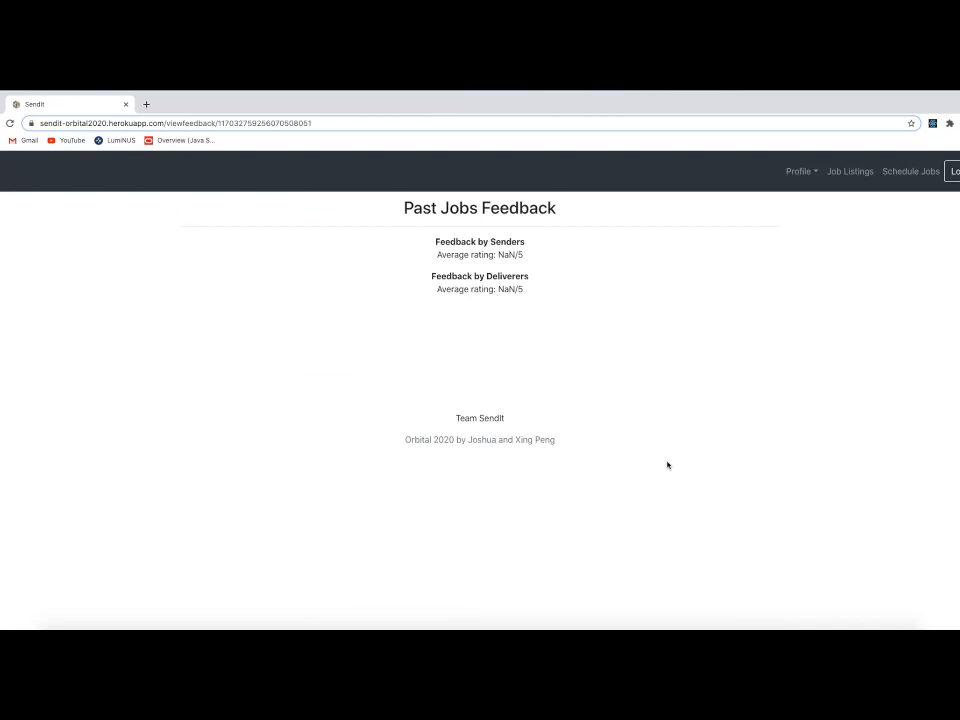 SendIt
sendit-orbital2020.herokuapp.com/viewfeedback/117032759256070508051
Gmail YouTube LumiNUS Overview (Java S...
Profile Job Listings Schedule Jobs Lo
Past Jobs Feedback
Feedback by Senders
Average rating: NaN/5
Feedback by Deliverers
Average rating: NaN/5
Team SendIt
Orbital 2020 by Joshua and Xing Peng